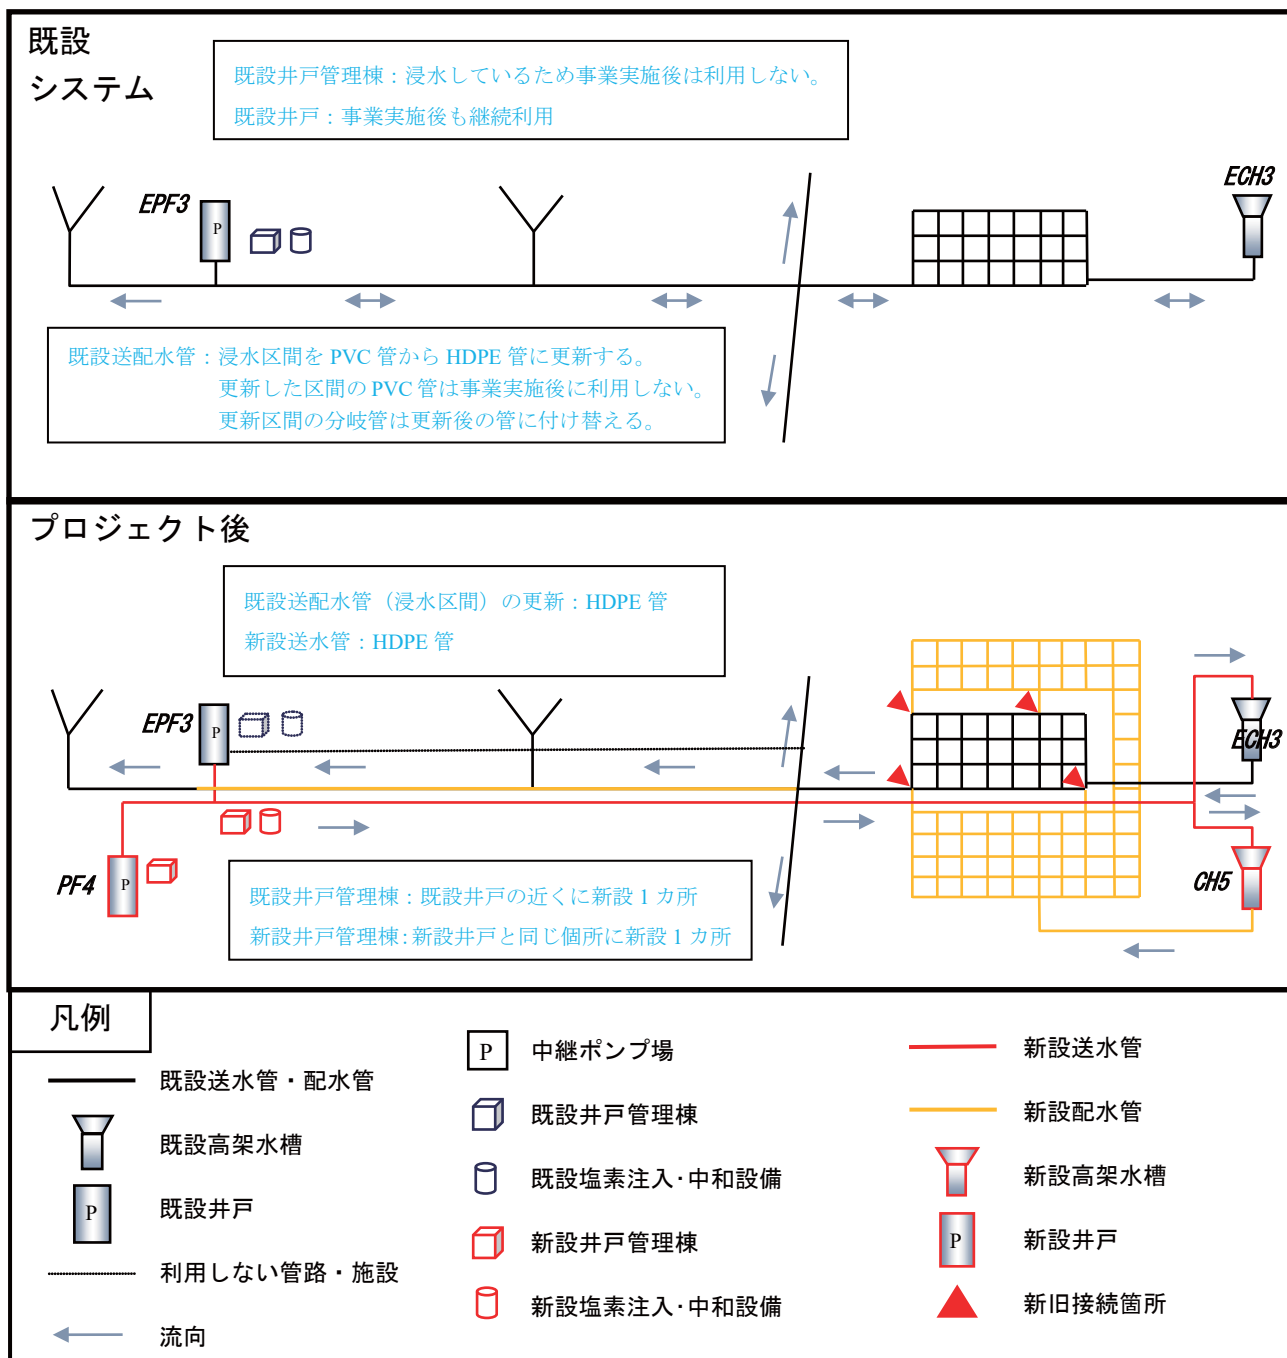 既設
システム
既設井戸管理棟：浸水しているため事業実施後は利用しない。
既設井戸：事業実施後も継続利用
EPF3
P
ECH3
既設送配水管：浸水区間を PVC 管から HDPE 管に更新する。
更新した区間の PVC 管は事業実施後に利用しない。
更新区間の分岐管は更新後の管に付け替える。
プロジェクト後
既設送配水管（浸水区間）の更新：HDPE 管
新設送水管：HDPE 管
EPF3
P
ECH3
PF4
P
CH5
既設井戸管理棟：既設井戸の近くに新設 1 カ所
新設井戸管理棟：新設井戸と同じ個所に新設 1 カ所
凡例
既設送水管・配水管
既設高架水槽
P
既設井戸
利用しない管路・施設
流向
P
中継ポンプ場
既設井戸管理棟
既設塩素注入･中和設備
新設井戸管理棟
新設塩素注入･中和設備
新設送水管
新設配水管
新設高架水槽
P
新設井戸
新旧接続箇所